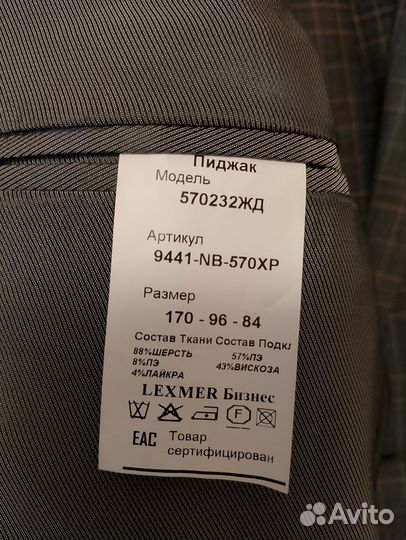 Пиджак
Модель
570232ЖД
Артикул
9441-NB-570ХР
Размер
170 - 96 - 84
Состав Ткани Состав Подкл
88%ШЕРСТЬ 57%ПЭ
8%ПЭ 43%ВИСКОЗА
4%ЛАЙКРА
LEXMER Бизнес
F
EAC Товар
сертифицирован
Avito